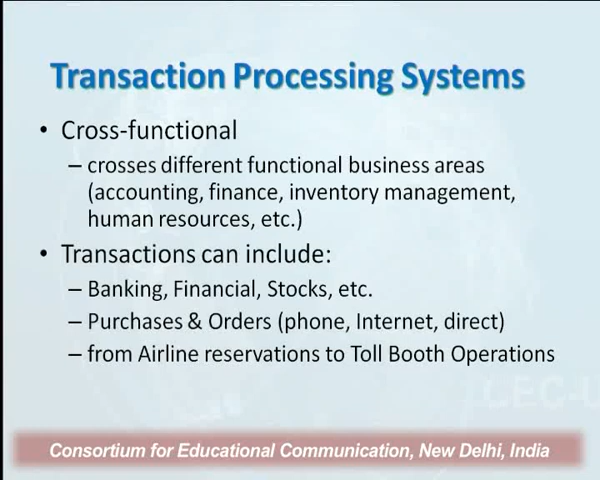 Transaction Processing Systems
• Cross-functional
– crosses different functional business areas
(accounting, finance, inventory management,
human resources, etc.)
• Transactions can include:
– Banking, Financial, Stocks, etc.
– Purchases & Orders (phone, Internet, direct)
– from Airline reservations to Toll Booth Operations
Consortium for Educational Communication, New Delhi, India